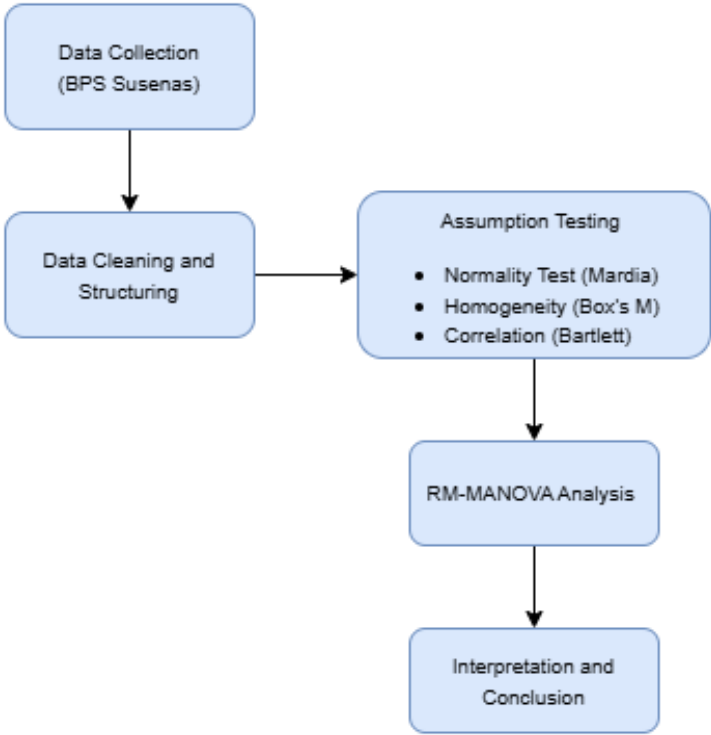 Data Collection
(BPS Susenas)
Data Cleaning and
Structuring
Assumption Testing
• Normality Test (Mardia)
• Homogeneity (Box's M)
• Correlation (Bartlett)
RM-MANOVA Analysis
Interpretation and
Conclusion